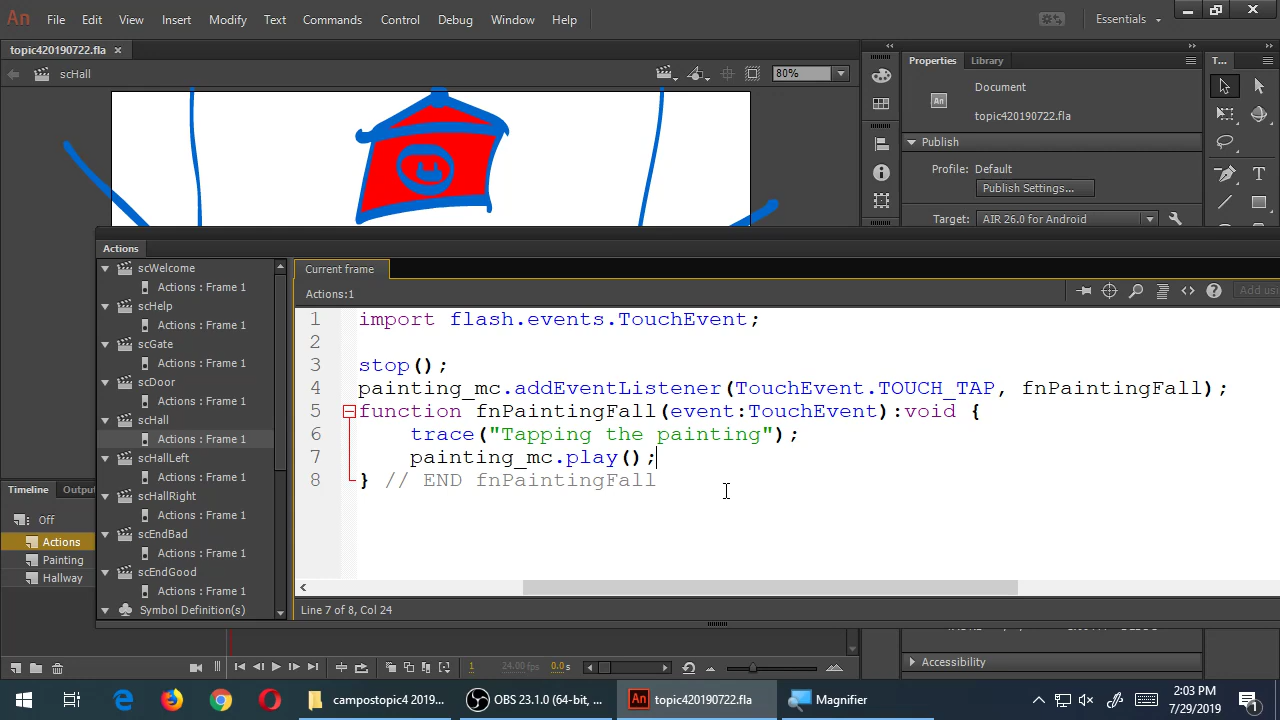 An File Edit View Insert Modify Text Commands Control Debug Window Help Essentials
topic420190722.fla ×
scHall 80%
Properties Library T...
Document
An topic420190722.fla
Publish
Profile: Default
Publish Settings...
Target: AIR 26.0 for Android
Actions
scWelcome
Actions : Frame 1
scHelp
Actions : Frame 1
scGate
Actions : Frame 1
scDoor
Actions : Frame 1
scHall
Actions : Frame 1
scHallLeft
Actions : Frame 1
scHallRight
Actions : Frame 1
scEndBad
Actions : Frame 1
scEndGood
Actions : Frame 1
Symbol Definition(s)
Current frame
Actions:1 Add us
1 import flash.events.TouchEvent;
2
3 stop();
4 painting_mc.addEventListener(TouchEvent.TOUCH_TAP, fnPaintingFall);
5 function fnPaintingFall(event:TouchEvent):void {
6 trace("Tapping the painting");
7 painting_mc.play();
8 } // END fnPaintingFall
Line 7 of 8, Col 24
Timeline Outpu
Off
Actions
Painting
Hallway
1 24.00 fps 0.0 s
Accessibility
campostopic4 2019... OBS 23.1.0 (64-bit, ... An topic420190722.fla Magnifier
2:03 PM
7/29/2019
1